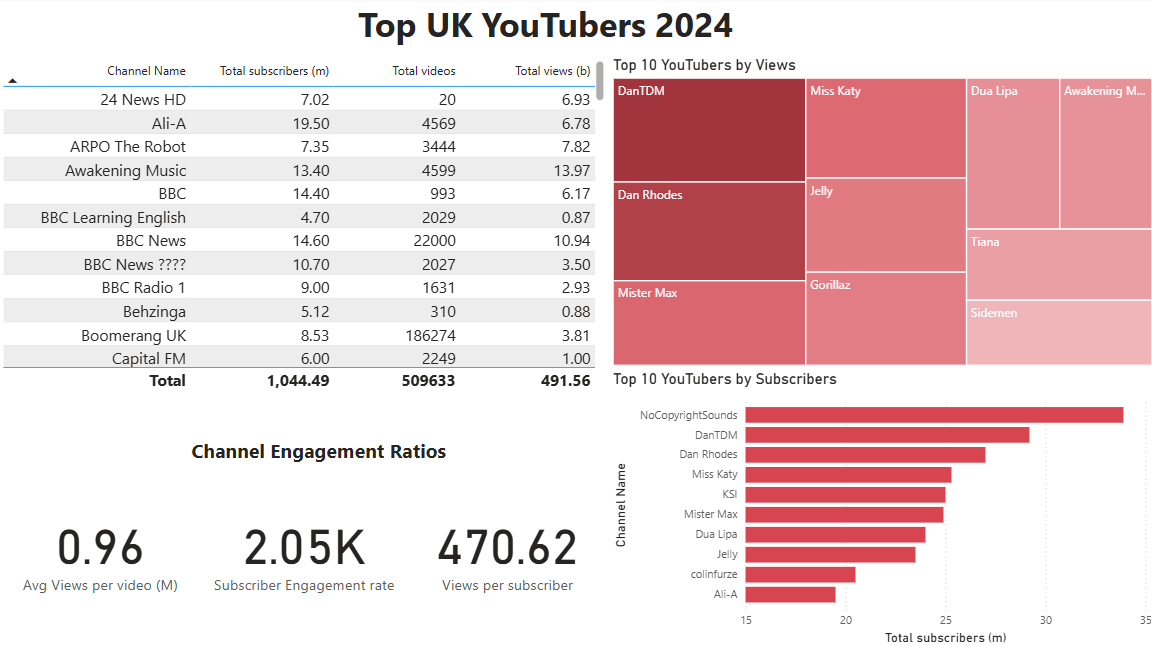 Top UK YouTubers 2024
Channel Name Total subscribers (m) Total videos Total views (b)
24 News HD 7.02 20 6.93
Ali-A 19.50 4569 6.78
ARPO The Robot 7.35 3444 7.82
Awakening Music 13.40 4599 13.97
BBC 14.40 993 6.17
BBC Learning English 4.70 2029 0.87
BBC News 14.60 22000 10.94
BBC News ???? 10.70 2027 3.50
BBC Radio 1 9.00 1631 2.93
Behzinga 5.12 310 0.88
Boomerang UK 8.53 186274 3.81
Capital FM 6.00 2249 1.00
Total 1,044.49 509633 491.56
Channel Engagement Ratios
0.96 2.05K 470.62
Avg Views per video (M) Subscriber Engagement rate Views per subscriber
Top 10 YouTubers by Views
DanTDM
Dan Rhodes
Mister Max
Miss Katy
Jelly
Gorillaz
Dua Lipa
Awakening M...
Tiana
Sidemen
Top 10 YouTubers by Subscribers
Channel Name
NoCopyrightSounds
DanTDM
Dan Rhodes
Miss Katy
KSI
Mister Max
Dua Lipa
Jelly
colinfurze
Ali-A
15 20 25 30 35
Total subscribers (m)